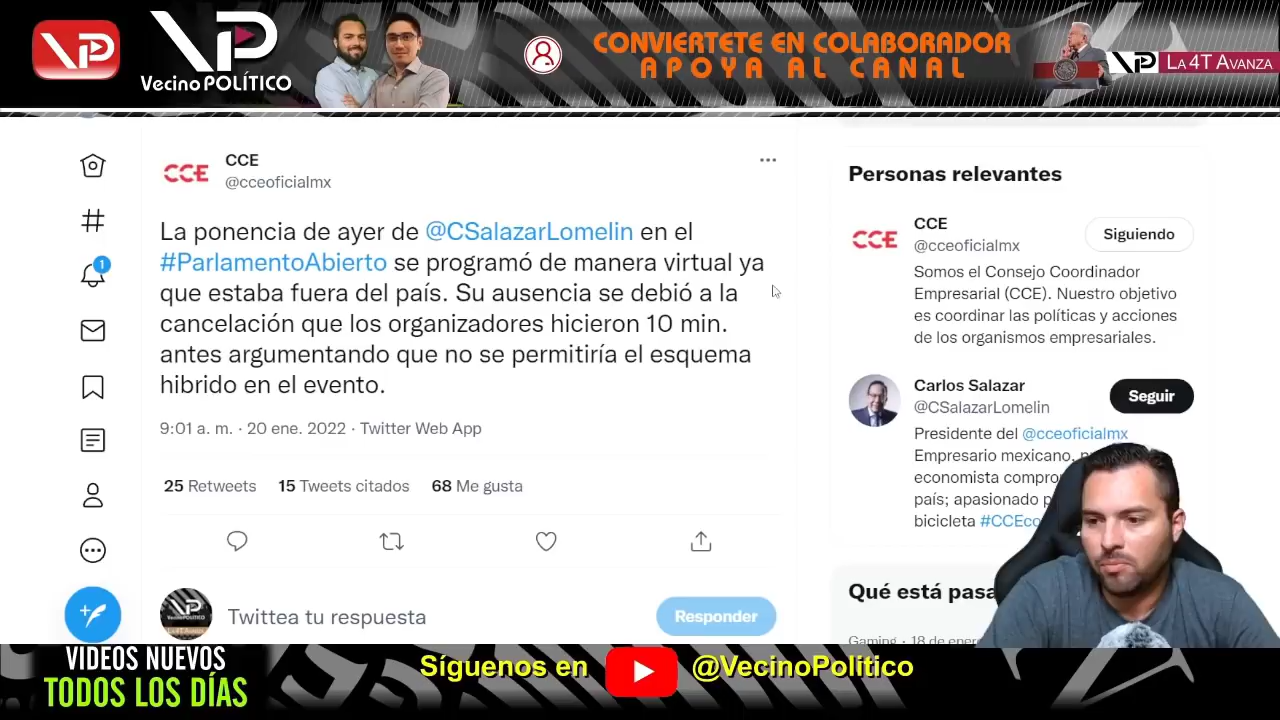 VP
VP
Vecino POLÍTICO
CONVIERTETE EN COLABORADOR
APOYA AL CANAL
VP LA 4T AVANZA
CCE
CCE
@cceoficialmx
La ponencia de ayer de @CSalazarLomelin en el
#ParlamentoAbierto se programó de manera virtual ya
que estaba fuera del país. Su ausencia se debió a la
cancelación que los organizadores hicieron 10 min.
antes argumentando que no se permitiría el esquema
hibrido en el evento.
9:01 a. m. · 20 ene. 2022 · Twitter Web App
25 Retweets 15 Tweets citados 68 Me gusta
VP
Twittea tu respuesta
Responder
1
Personas relevantes
CCE
CCE
@cceoficialmx
Siguiendo
Somos el Consejo Coordinador
Empresarial (CCE). Nuestro objetivo
es coordinar las políticas y acciones
de los organismos empresariales.
Carlos Salazar
@CSalazarLomelin
Seguir
Presidente del @cceoficialmx
Empresario mexicano,
economista
país; apasionado
bicicleta
Qué está
Gaming · 18 de
VIDEOS NUEVOS
TODOS LOS DÍAS
Síguenos en @VecinoPolítico